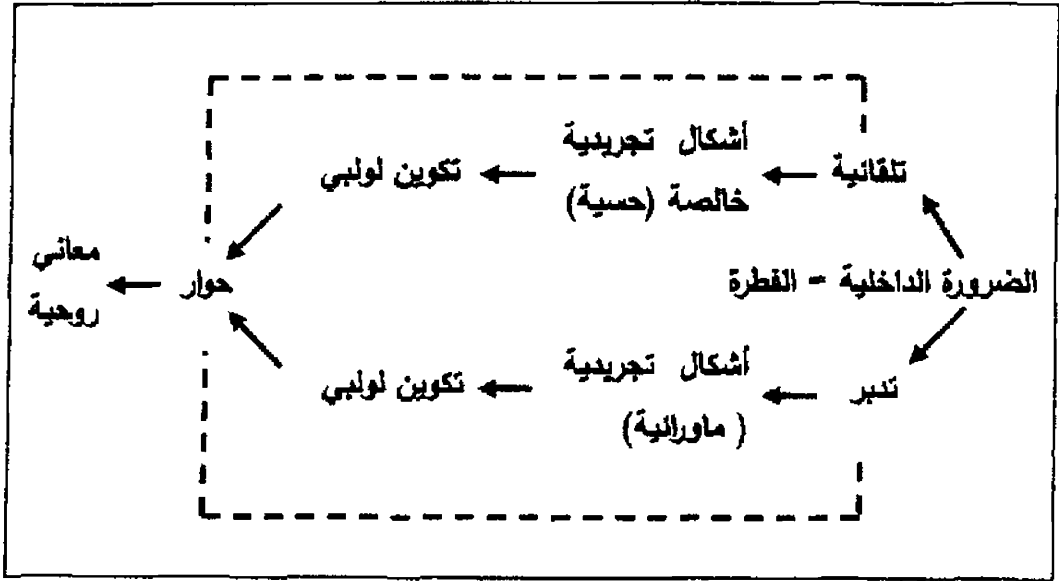 أشكال تجريدية
تلقائية
خالصة (حسية)
تكوين لولبي
الضرورة الداخلية - الفطرة
حوار
معاني
روحية
أشكال تجريدية
تدبر
(ماورائية)
تكوين لولبي